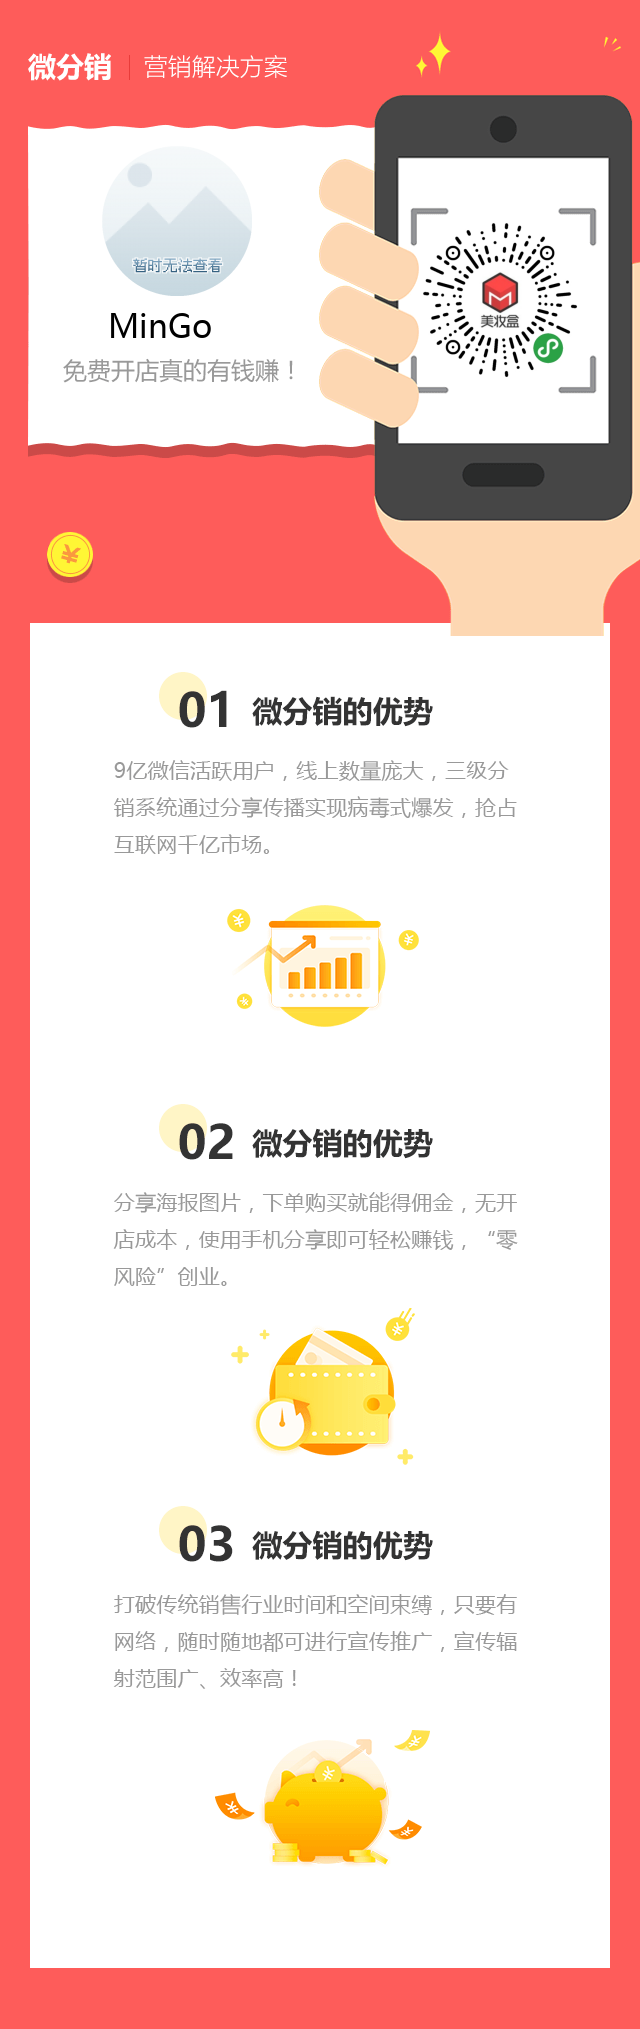 微分销
营销解决方案
暂时无法查看
MinGo
免费开店真的有钱赚！
美妆盒
01 微分销的优势
9亿微信活跃用户，线上数量庞大，三级分
销系统通过分享传播实现病毒式爆发，抢占
互联网千亿市场。
02 微分销的优势
分享海报图片，下单购买就能得佣金，无开
店成本，使用手机分享即可轻松赚钱，“零
风险”创业。
03 微分销的优势
打破传统销售行业时间和空间束缚，只要有
网络，随时随地都可进行宣传推广，宣传辐
射范围广、效率高！